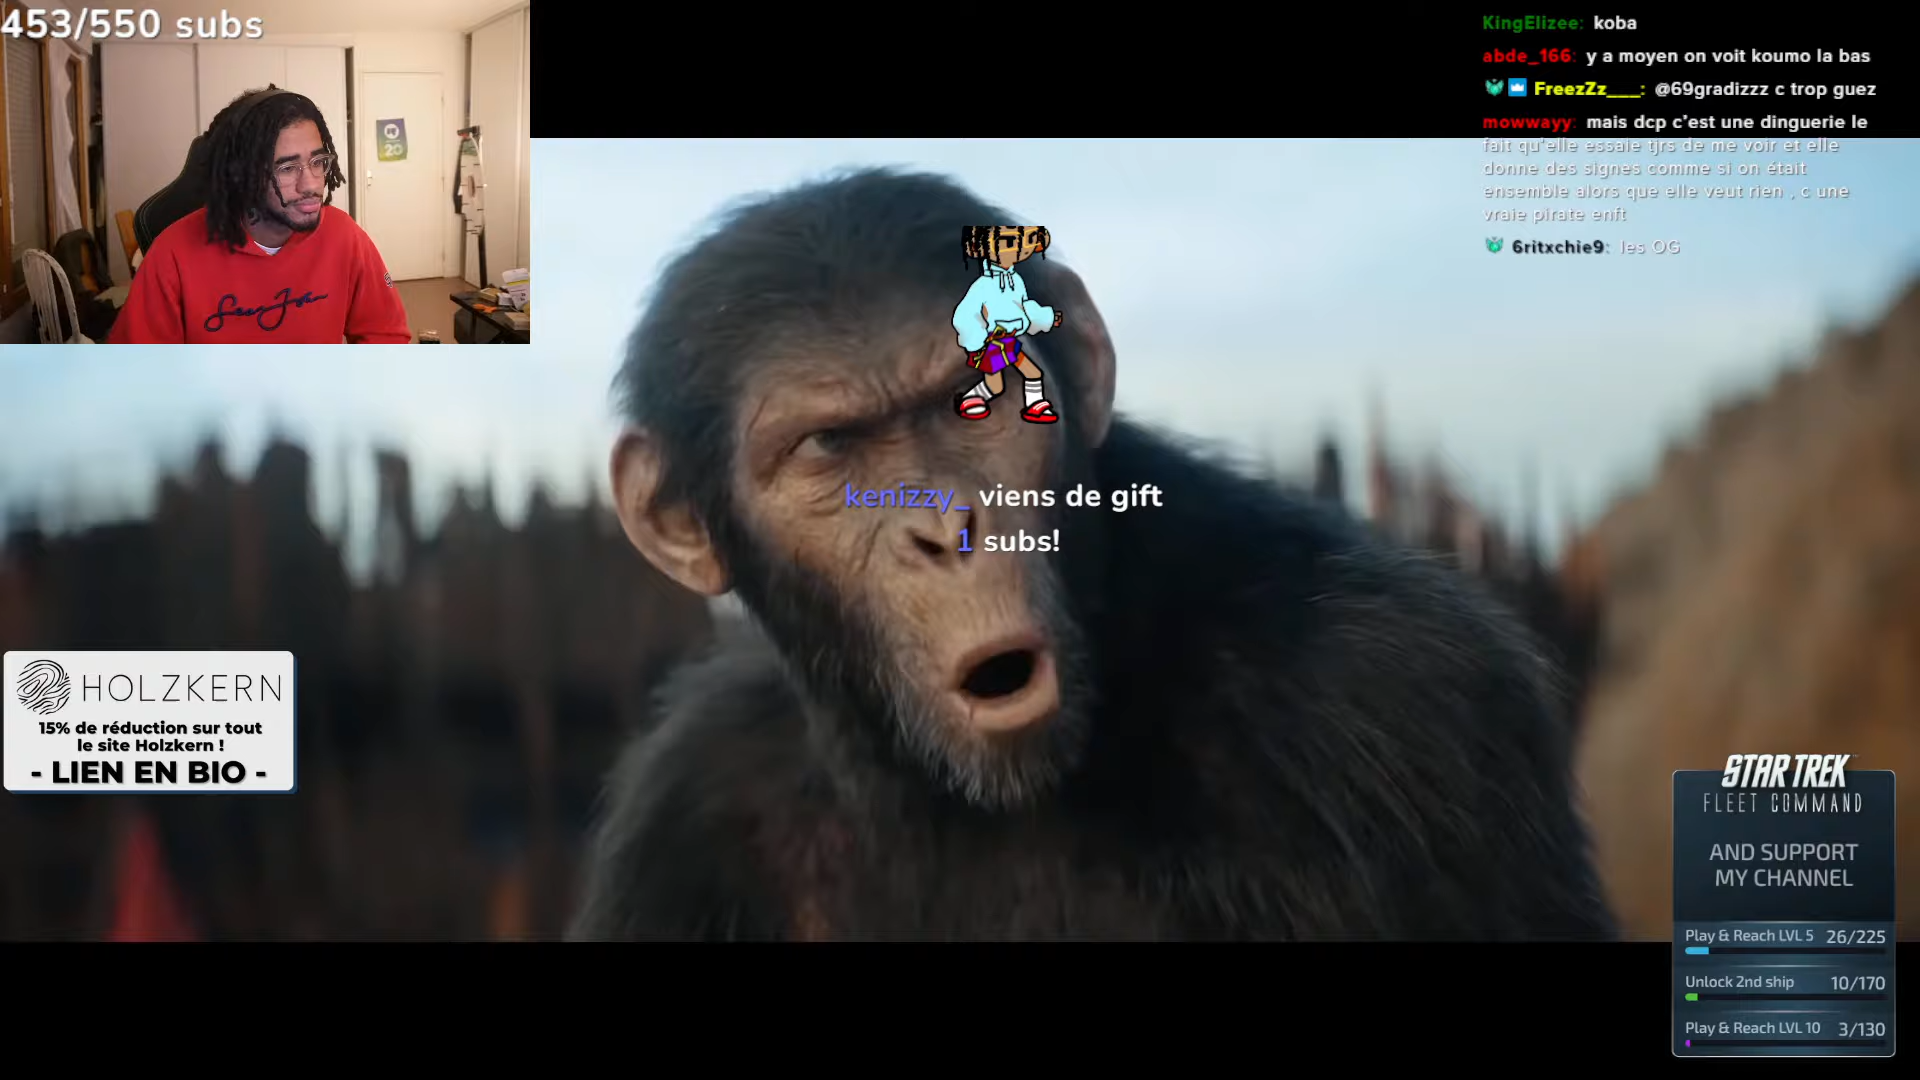 453/550 subs
20
Sean John
KingElizee: koba
abde_166: y a moyen on voit koumo la bas
FreezZz___: @69gradizzz c trop guez
mowwayy: mais dcp c'est une dinguerie le
fait qu'elle essaie tjrs de me voir et elle
donne des signes comme si on était
ensemble alors que elle veut rien , c une
vraie pirate enft
6ritxchie9: les OG
kenizzy_ viens de gift
1 subs!
HOLZKERN
15% de réduction sur tout
le site Holzkern !
- LIEN EN BIO -
STAR TREK
FLEET COMMAND
AND SUPPORT
MY CHANNEL
Play & Reach LVL 5 26/225
Unlock 2nd ship 10/170
Play & Reach LVL 10 3/130